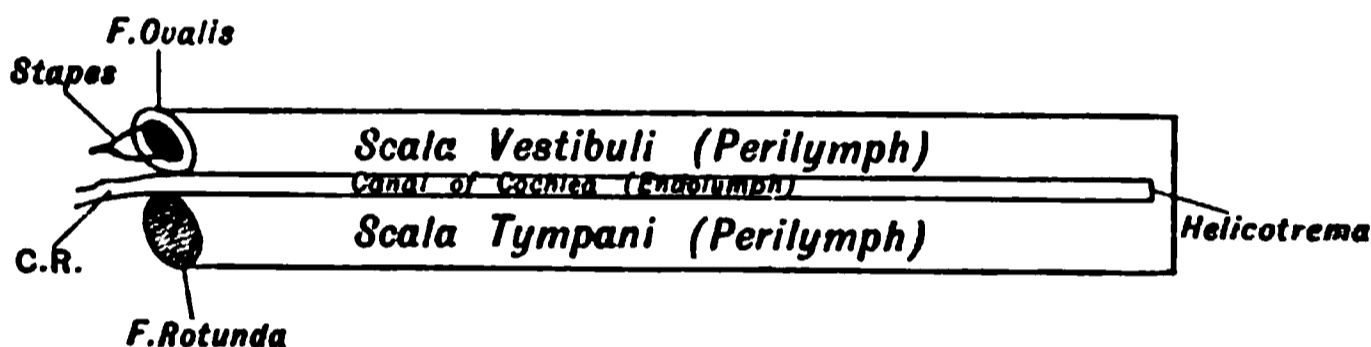 F.Ovalis
Stapes
Scala Vestibuli (Perilymph)
Canal of Cochlea (Endolymph)
Helicotrema
Scala Tympani (Perilymph)
C.R.
F.Rotunda